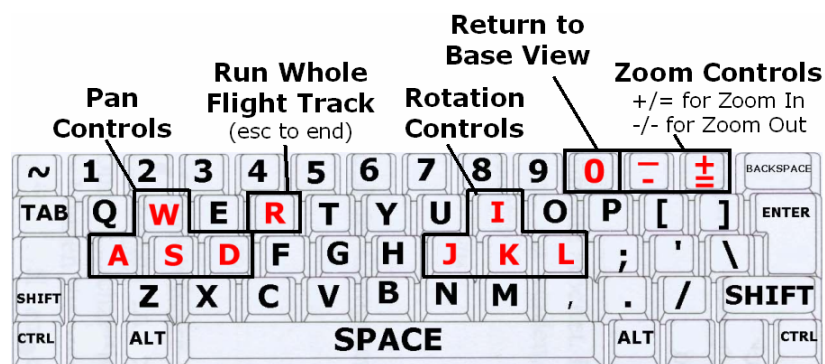 Return to
Base View
Run Whole
Flight Track
(esc to end)
Zoom Controls
+/= for Zoom In
-/- for Zoom Out
Pan
Controls
Rotation
Controls
~ 1 2 3 4 5 6 7 8 9 0 — - + = BACKSPACE
TAB Q W E R T Y U I O P [ ] ENTER
A S D F G H J K L ; ' \
SHIFT Z X C V B N M , . / SHIFT
CTRL ALT SPACE ALT CTRL